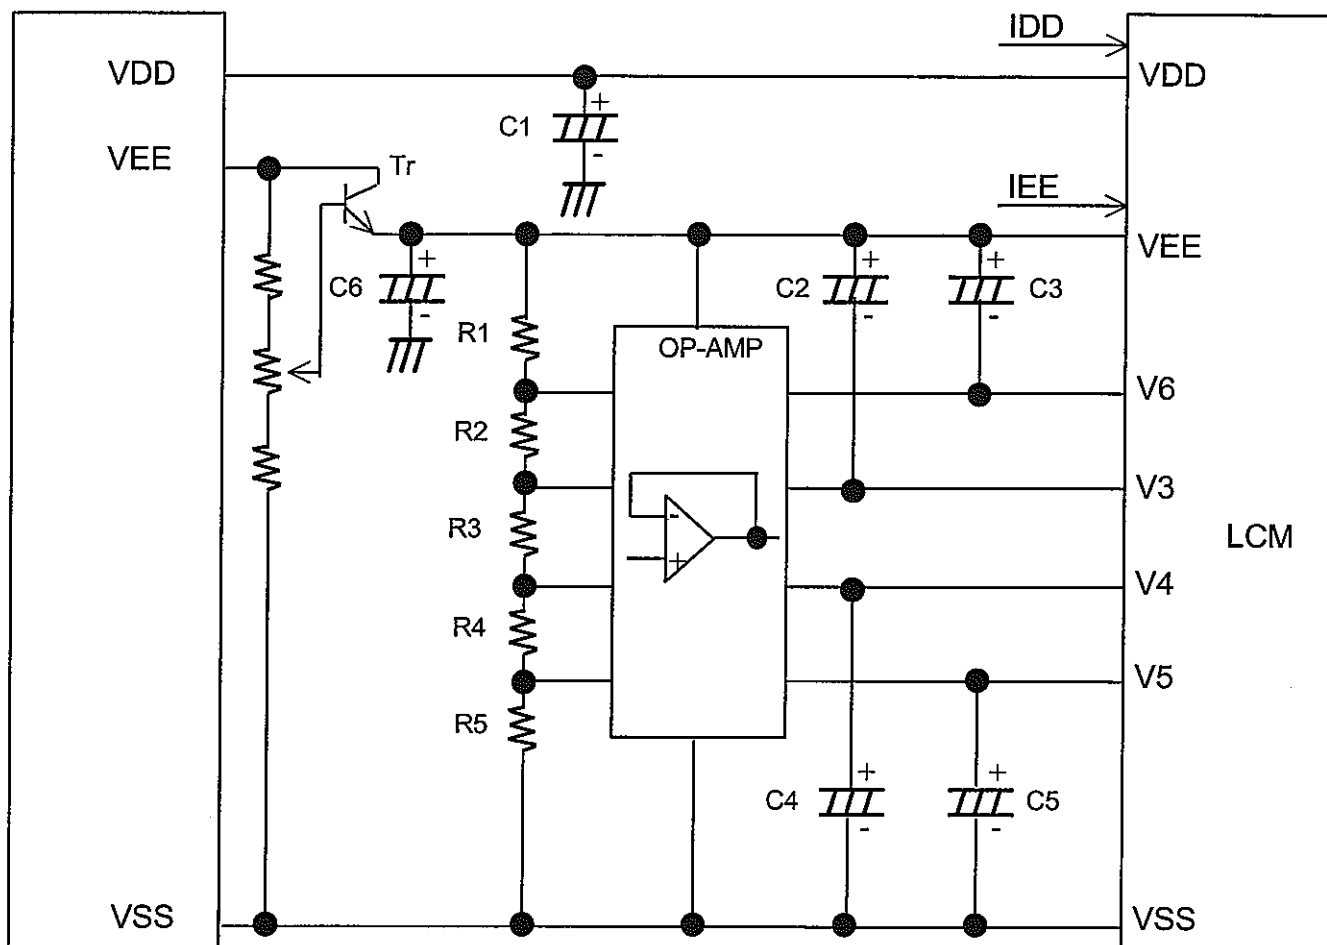 IDD
VDD
VDD
C1
+
-
VEE
Tr
IEE
VEE
C6
+
-
C2
+
-
C3
+
-
R1
OP-AMP
V6
R2
V3
R3
-
+
LCM
V4
R4
V5
R5
C4
+
-
C5
+
-
VSS
VSS